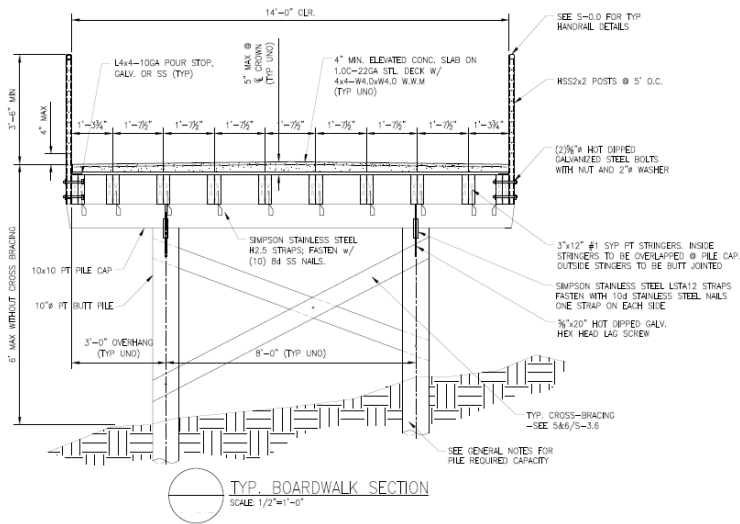 14'-0" CLR.
SEE S-0.0 FOR TYP
HANDRAIL DETAILS
L4x4-10GA POUR STOP,
GALV. OR SS (TYP)
5" MAX @
℄ CROWN
(TYP UNO)
4" MIN. ELEVATED CONC. SLAB ON
1.0C-22GA STL. DECK W/
4x4-W4.0xW4.0 W.W.M
(TYP UNO)
HSS2x2 POSTS @ 5' O.C.
3'-6" MIN
4" MAX
1'-3¾" 1'-7½" 1'-7½" 1'-7½" 1'-7½" 1'-7½" 1'-7½" 1'-7½" 1'-3¾"
(2)⅝"ø HOT DIPPED
GALVANIZED STEEL BOLTS
WITH NUT AND 2"ø WASHER
SIMPSON STAINLESS STEEL
H2.5 STRAPS; FASTEN w/
(10) 8d SS NAILS.
3"x12" #1 SYP PT STRINGERS. INSIDE
STRINGERS TO BE OVERLAPPED @ PILE CAP.
OUTSIDE STINGERS TO BE BUTT JOINTED
10x10 PT PILE CAP
10"ø PT BUTT PILE
SIMPSON STAINLESS STEEL LSTA12 STRAPS
FASTEN WITH 10d STAINLESS STEEL NAILS
ONE STRAP ON EACH SIDE
⅝"x20" HOT DIPPED GALV.
HEX HEAD LAG SCREW
6' MAX WITHOUT CROSS BRACING
3'-0" OVERHANG
(TYP UNO)
8'-0" (TYP UNO)
TYP. CROSS-BRACING
-SEE 5&6/S-3.6
SEE GENERAL NOTES FOR
PILE REQUIRED CAPACITY
TYP. BOARDWALK SECTION
SCALE: 1/2"=1'-0"